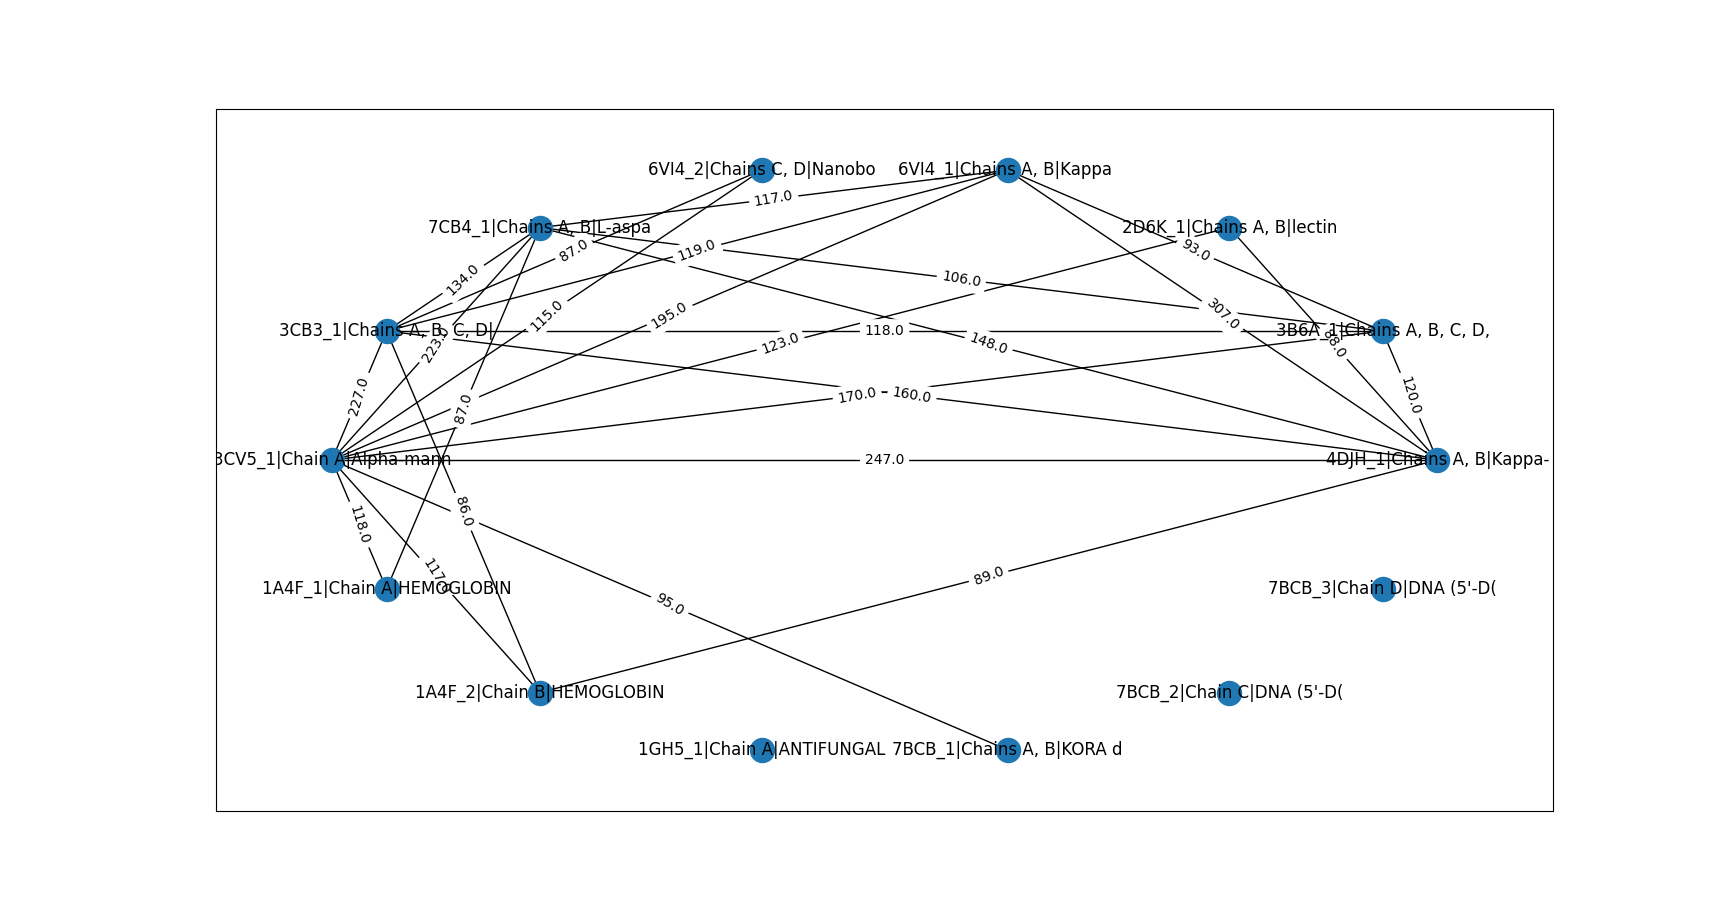 6VI4_2|Chains C, D|Nanobo
6VI4_1|Chains A, B|Kappa
117.0
7CB4_1|Chains A, B|L-aspa
2D6K_1|Chains A, B|lectin
87.0
119.0
93.0
134.0
106.0
115.0
195.0
307.0
3CB3_1|Chains A, B, C, D|
118.0
3B6A_1|Chains A, B, C, D,
223.0
123.0
148.0
88.0
227.0
170.0
160.0
120.0
87.0
3CV5_1|Chain A|Alpha-mann
247.0
4DJH_1|Chains A, B|Kappa-
118.0
86.0
117.0
89.0
1A4F_1|Chain A|HEMOGLOBIN
7BCB_3|Chain D|DNA (5'-D(
95.0
1A4F_2|Chain B|HEMOGLOBIN
7BCB_2|Chain C|DNA (5'-D(
1GH5_1|Chain A|ANTIFUNGAL
7BCB_1|Chains A, B|KORA d